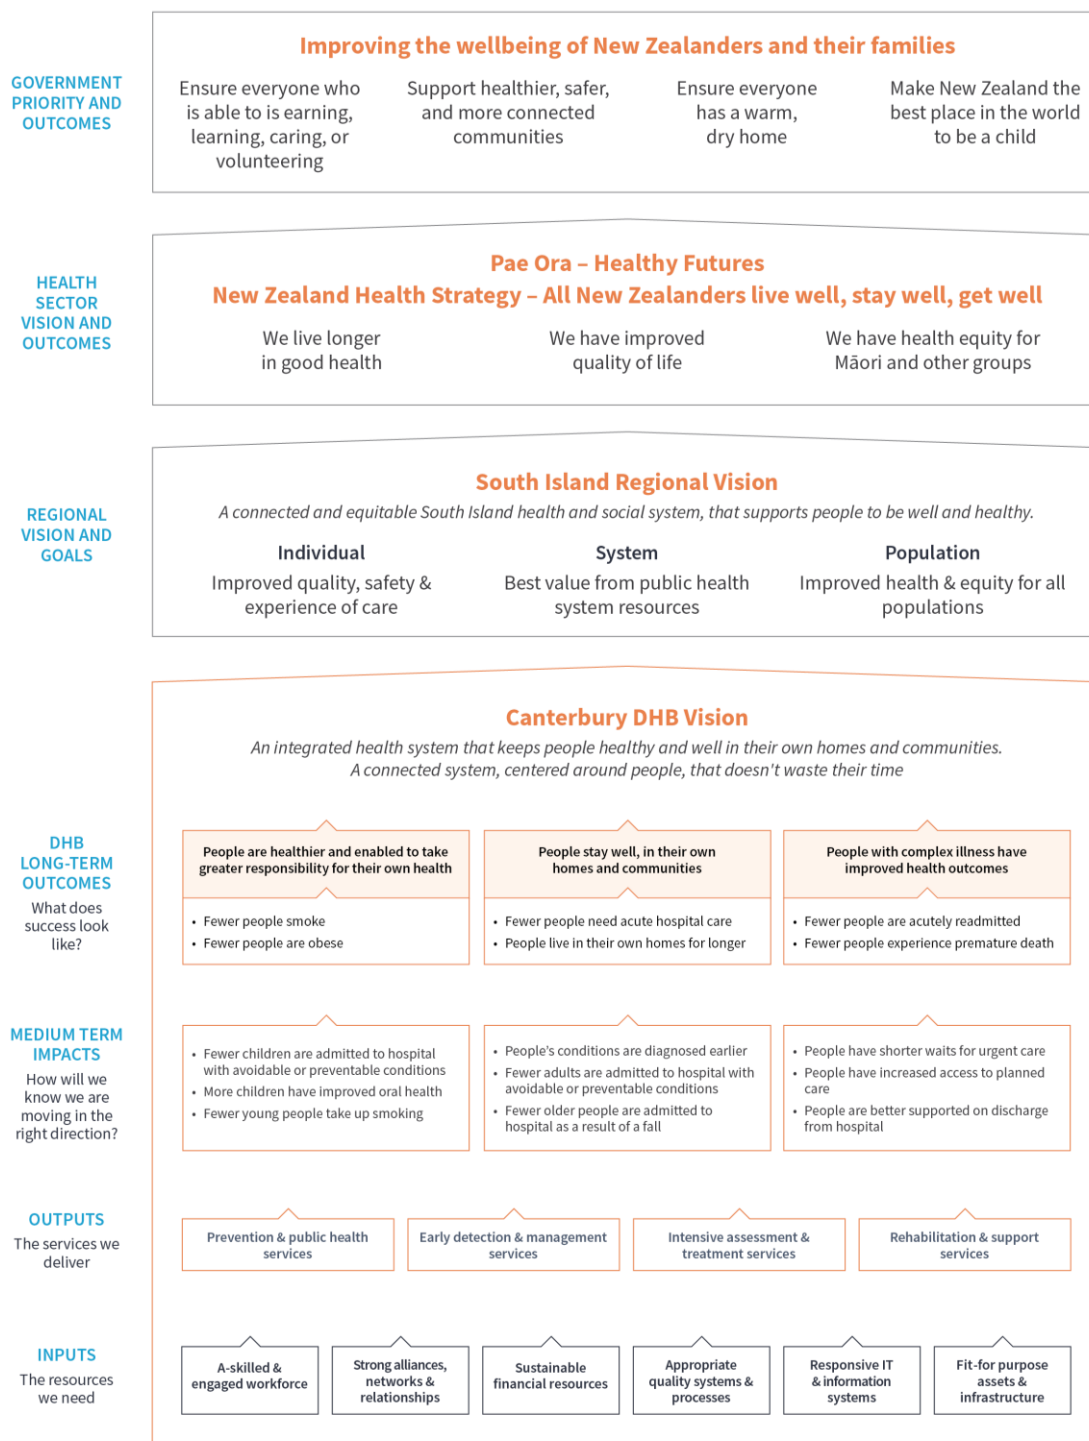 GOVERNMENT
PRIORITY AND
OUTCOMES
Improving the wellbeing of New Zealanders and their families
Ensure everyone who
is able to is earning,
learning, caring, or
volunteering
Support healthier, safer,
and more connected
communities
Ensure everyone
has a warm,
dry home
Make New Zealand the
best place in the world
to be a child
HEALTH
SECTOR
VISION AND
OUTCOMES
Pae Ora – Healthy Futures
New Zealand Health Strategy – All New Zealanders live well, stay well, get well
We live longer
in good health
We have improved
quality of life
We have health equity for
Māori and other groups
REGIONAL
VISION AND
GOALS
South Island Regional Vision
A connected and equitable South Island health and social system, that supports people to be well and healthy.
Individual
Improved quality, safety &
experience of care
System
Best value from public health
system resources
Population
Improved health & equity for all
populations
Canterbury DHB Vision
An integrated health system that keeps people healthy and well in their own homes and communities.
A connected system, centered around people, that doesn't waste their time
DHB
LONG-TERM
OUTCOMES
What does
success look
like?
People are healthier and enabled to take
greater responsibility for their own health
• Fewer people smoke
• Fewer people are obese
People stay well, in their own
homes and communities
• Fewer people need acute hospital care
• People live in their own homes for longer
People with complex illness have
improved health outcomes
• Fewer people are acutely readmitted
• Fewer people experience premature death
MEDIUM TERM
IMPACTS
How will we
know we are
moving in the
right direction?
• Fewer children are admitted to hospital
with avoidable or preventable conditions
• More children have improved oral health
• Fewer young people take up smoking
• People's conditions are diagnosed earlier
• Fewer adults are admitted to hospital with
avoidable or preventable conditions
• Fewer older people are admitted to
hospital as a result of a fall
• People have shorter waits for urgent care
• People have increased access to planned
care
• People are better supported on discharge
from hospital
OUTPUTS
The services we
deliver
Prevention & public health
services
Early detection & management
services
Intensive assessment &
treatment services
Rehabilitation & support
services
INPUTS
The resources
we need
A-skilled &
engaged workforce
Strong alliances,
networks &
relationships
Sustainable
financial resources
Appropriate
quality systems &
processes
Responsive IT
& information
systems
Fit-for purpose
assets &
infrastructure